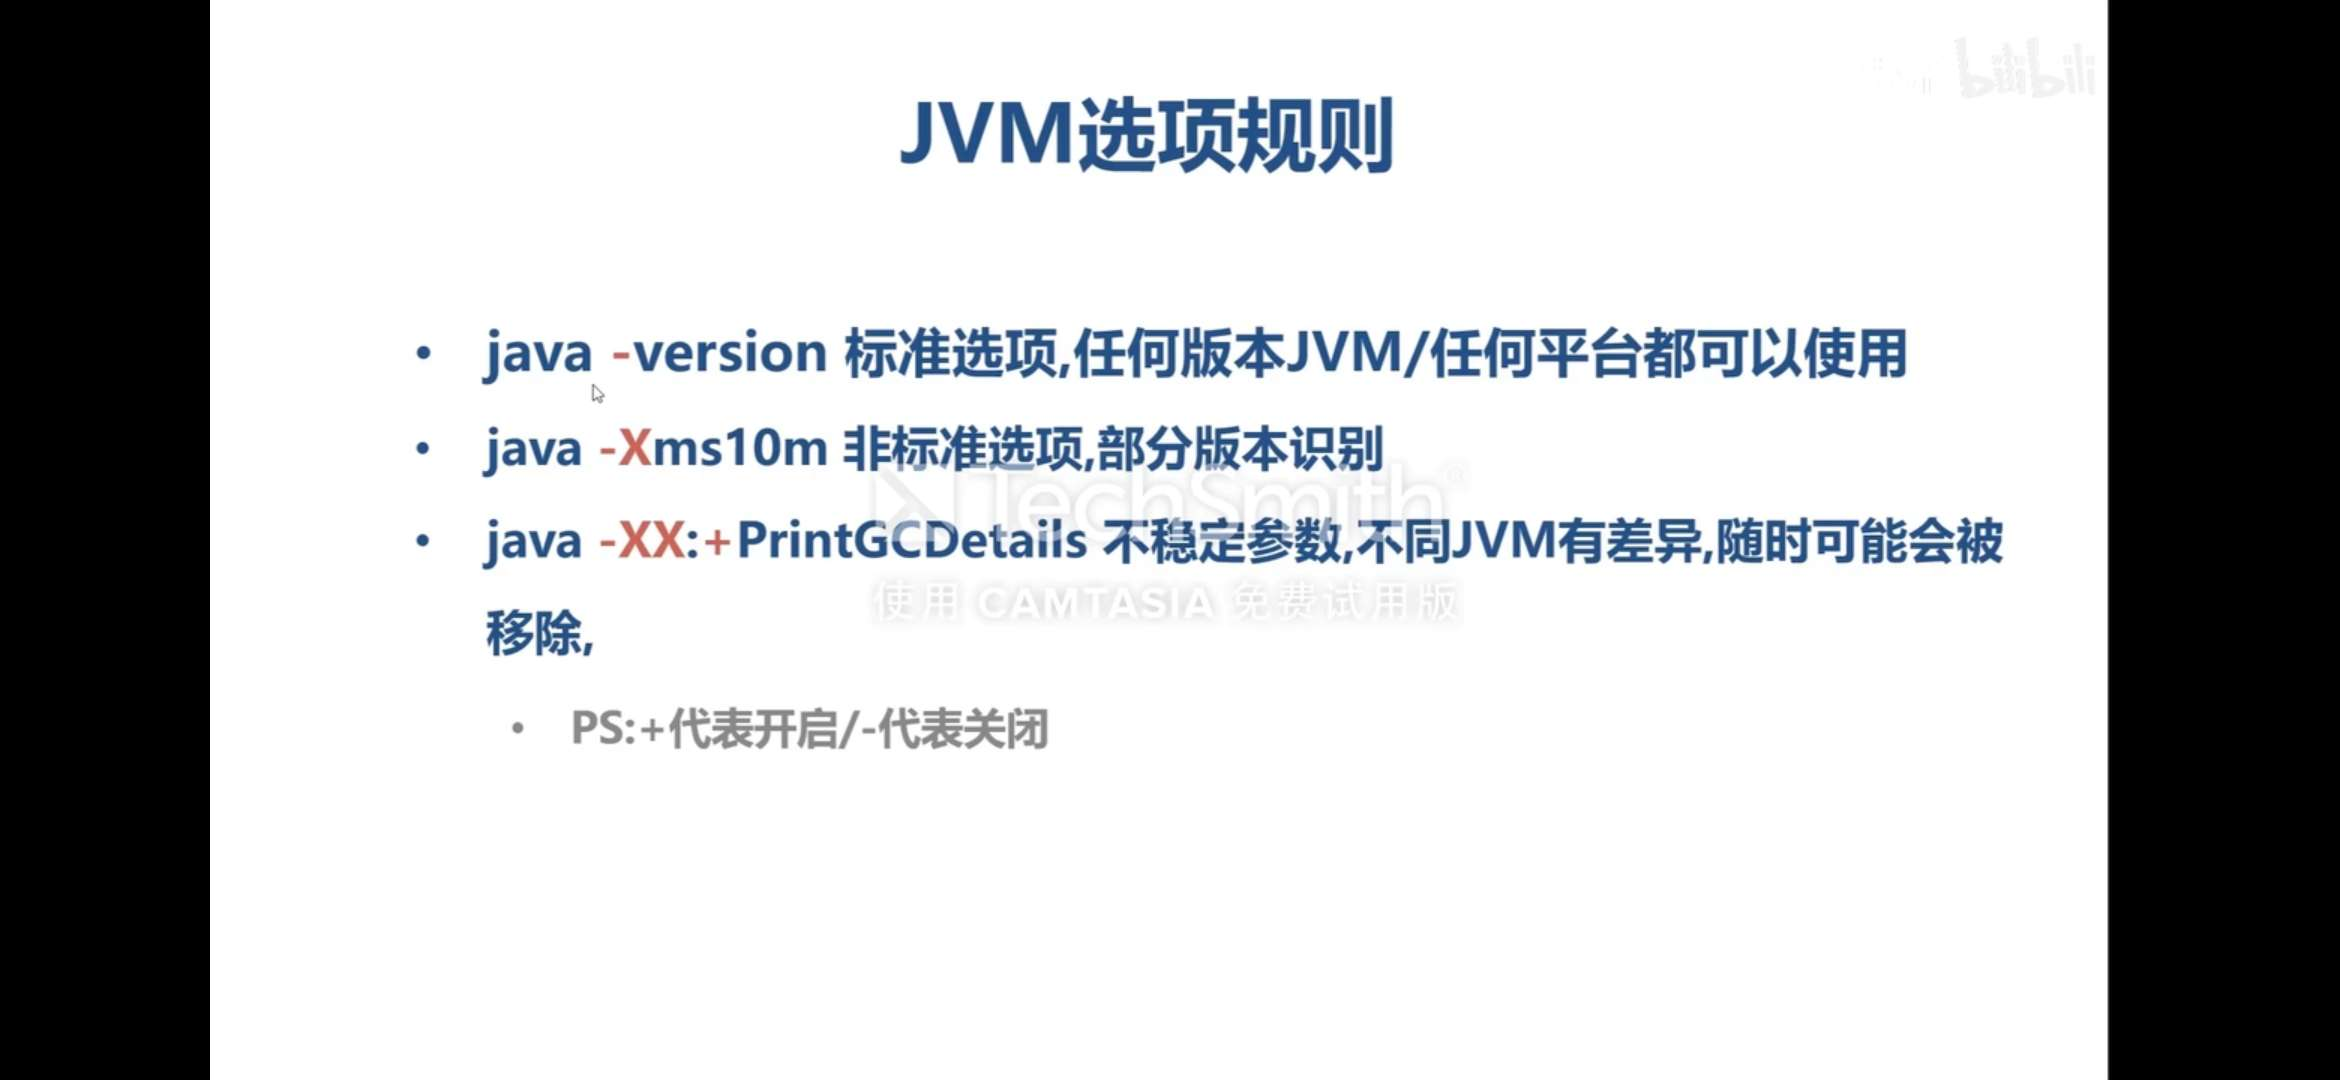 bilibili
JVM选项规则
• java -version 标准选项,任何版本JVM/任何平台都可以使用
• java -Xms10m 非标准选项,部分版本识别
TechSmith®
• java -XX:+PrintGCDetails 不稳定参数,不同JVM有差异,随时可能会被
使用 CAMTASIA 免费试用版
移除,
• PS:+代表开启/-代表关闭